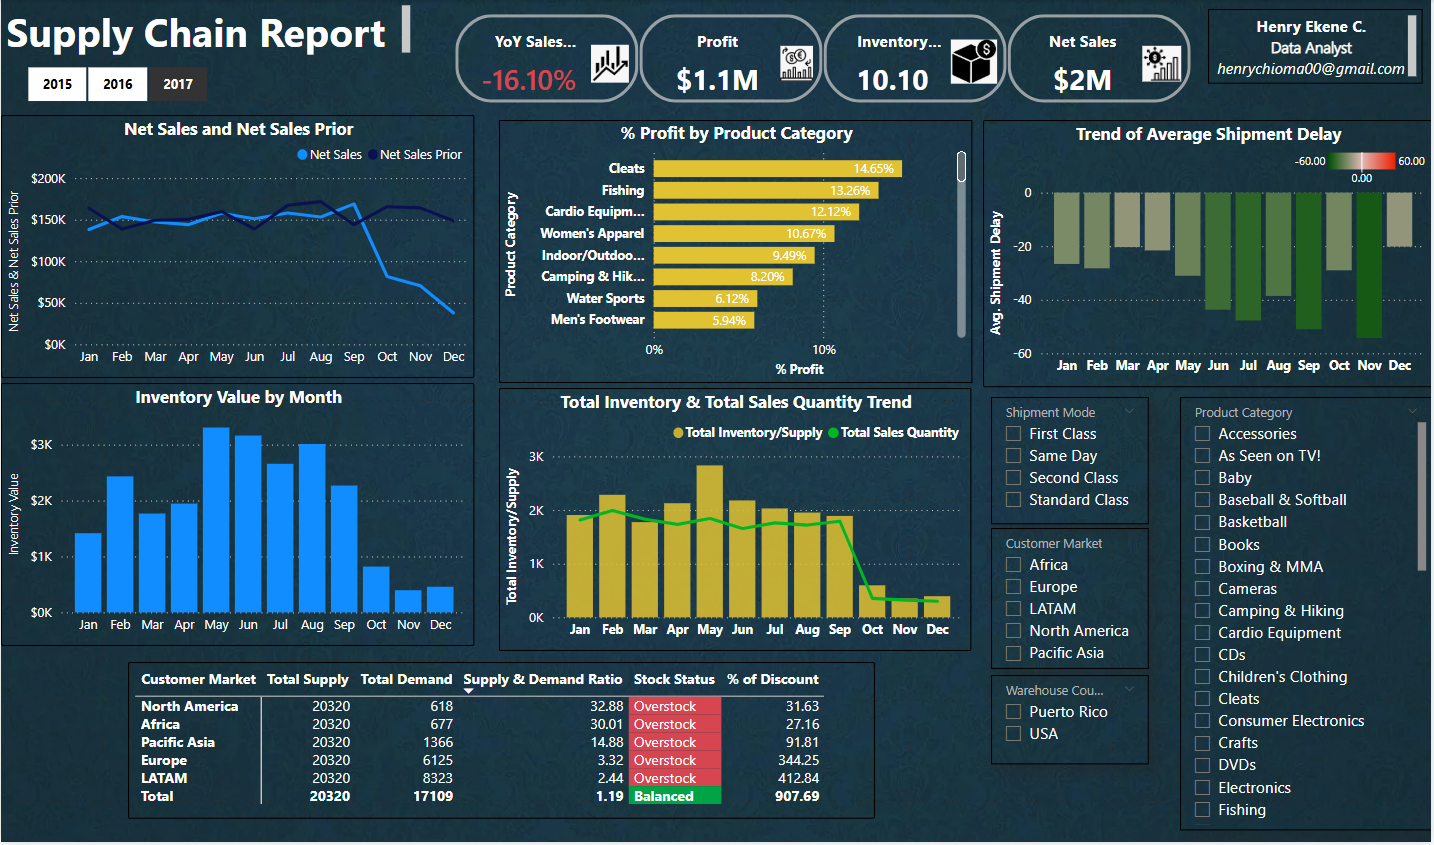 Supply Chain Report
2015 2016 2017
YoY Sales...
-16.10%
Profit
$1.1M
Inventory...
10.10
Net Sales
$2M
Henry Ekene C.
Data Analyst
henrychioma00@gmail.com
Net Sales and Net Sales Prior
Net Sales Net Sales Prior
Net Sales & Net Sales Prior
$200K
$150K
$100K
$50K
$0K
Jan Feb Mar Apr May Jun Jul Aug Sep Oct Nov Dec
% Profit by Product Category
Product Category
Cleats 14.65%
Fishing 13.26%
Cardio Equipm... 12.12%
Women's Apparel 10.67%
Indoor/Outdoo... 9.49%
Camping & Hik... 8.20%
Water Sports 6.12%
Men's Footwear 5.94%
0% 10%
% Profit
Trend of Average Shipment Delay
-60.00 60.00
0.00
Avg. Shipment Delay
0
-20
-40
-60
Jan Feb Mar Apr May Jun Jul Aug Sep Oct Nov Dec
Inventory Value by Month
Inventory Value
$3K
$2K
$1K
$0K
Jan Feb Mar Apr May Jun Jul Aug Sep Oct Nov Dec
Total Inventory & Total Sales Quantity Trend
Total Inventory/Supply Total Sales Quantity
Total Inventory/Supply
3K
2K
1K
0K
Jan Feb Mar Apr May Jun Jul Aug Sep Oct Nov Dec
Shipment Mode
First Class
Same Day
Second Class
Standard Class
Customer Market
Africa
Europe
LATAM
North America
Pacific Asia
Warehouse Cou...
Puerto Rico
USA
Product Category
Accessories
As Seen on TV!
Baby
Baseball & Softball
Basketball
Books
Boxing & MMA
Cameras
Camping & Hiking
Cardio Equipment
CDs
Children's Clothing
Cleats
Consumer Electronics
Crafts
DVDs
Electronics
Fishing
Customer Market Total Supply Total Demand Supply & Demand Ratio Stock Status % of Discount
North America 20320 618 32.88 Overstock 31.63
Africa 20320 677 30.01 Overstock 27.16
Pacific Asia 20320 1366 14.88 Overstock 91.81
Europe 20320 6125 3.32 Overstock 344.25
LATAM 20320 8323 2.44 Overstock 412.84
Total 20320 17109 1.19 Balanced 907.69